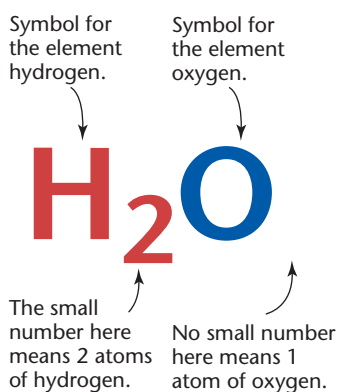 Symbol for
the element
hydrogen.
Symbol for
the element
oxygen.
H2O
The small
number here
means 2 atoms
of hydrogen.
No small number
here means 1
atom of oxygen.